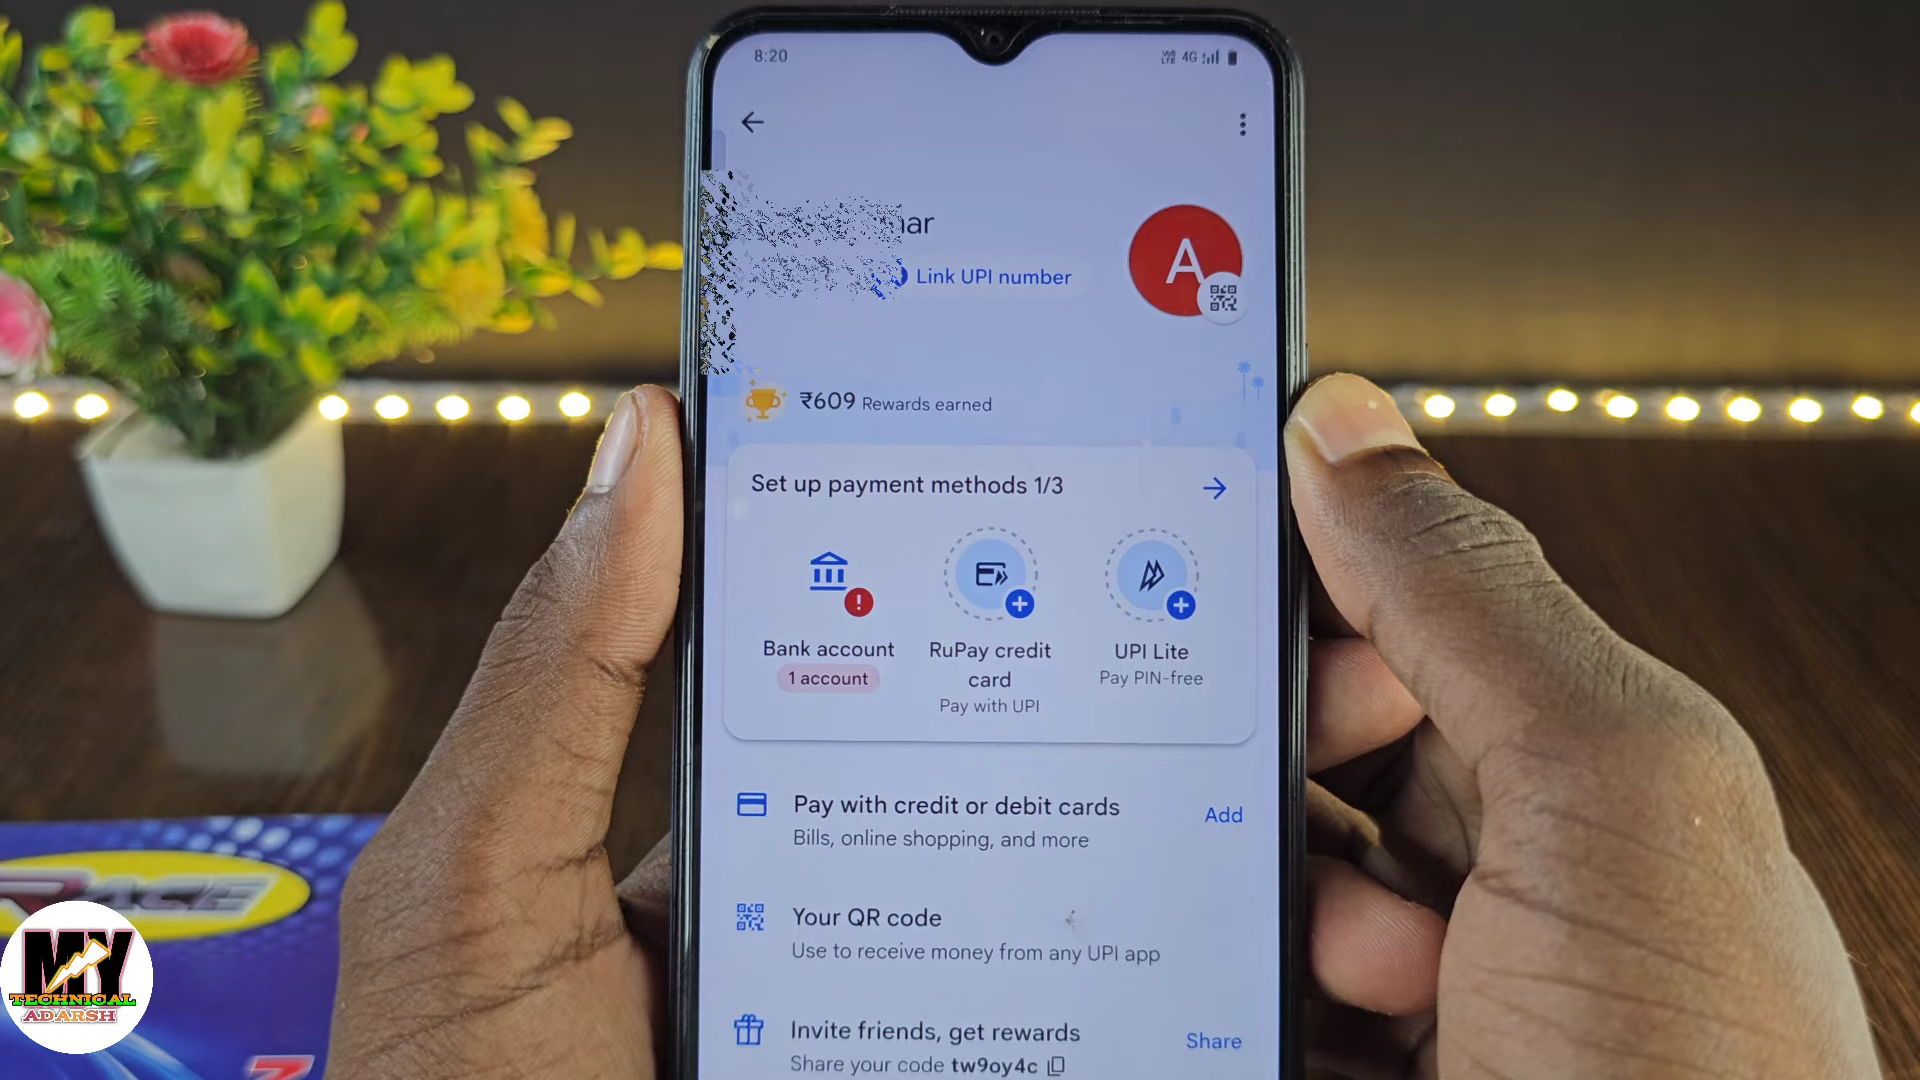 8:20
4G
Link UPI number
A
₹609 Rewards earned
Set up payment methods 1/3
Bank account
1 account
RuPay credit card
Pay with UPI
UPI Lite
Pay PIN-free
Pay with credit or debit cards
Add
Bills, online shopping, and more
Your QR code
Use to receive money from any UPI app
Invite friends, get rewards
Share
Share your code tw9oy4c
RACE
MY
TECHNICAL
ADARSH